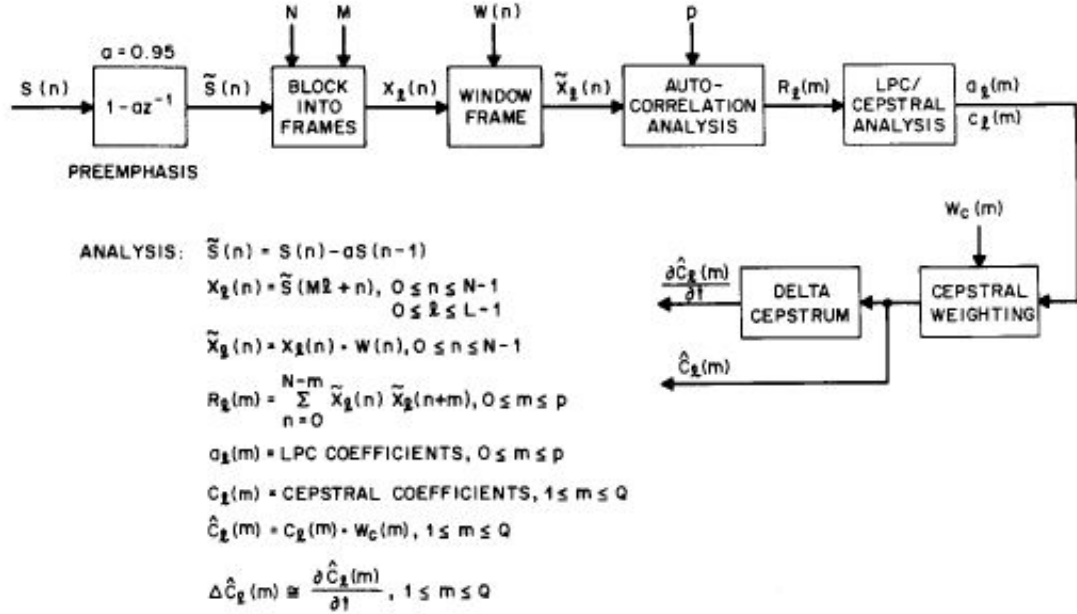 N M W(n) p
a = 0.95
S(n) 1-az⁻¹ S̃(n) BLOCK INTO FRAMES X_ℓ(n) WINDOW FRAME X̃_ℓ(n) AUTO-CORRELATION ANALYSIS R_ℓ(m) LPC/CEPSTRAL ANALYSIS a_ℓ(m) c_ℓ(m)
PREEMPHASIS
W_c(m)
∂Ĉ_ℓ(m)/∂t DELTA CEPSTRUM CEPSTRAL WEIGHTING
Ĉ_ℓ(m)
ANALYSIS: S̃(n) = S(n)-aS(n-1)
X_ℓ(n) = S̃(Mℓ+n), 0 ≤ n ≤ N-1
0 ≤ ℓ ≤ L-1
X̃_ℓ(n) = X_ℓ(n) · W(n), 0 ≤ n ≤ N-1
R_ℓ(m) = Σ_{n=0}^{N-m} X̃_ℓ(n) X̃_ℓ(n+m), 0 ≤ m ≤ p
a_ℓ(m) = LPC COEFFICIENTS, 0 ≤ m ≤ p
C_ℓ(m) = CEPSTRAL COEFFICIENTS, 1 ≤ m ≤ Q
Ĉ_ℓ(m) = C_ℓ(m) · W_c(m), 1 ≤ m ≤ Q
ΔĈ_ℓ(m) ≅ ∂Ĉ_ℓ(m)/∂t, 1 ≤ m ≤ Q